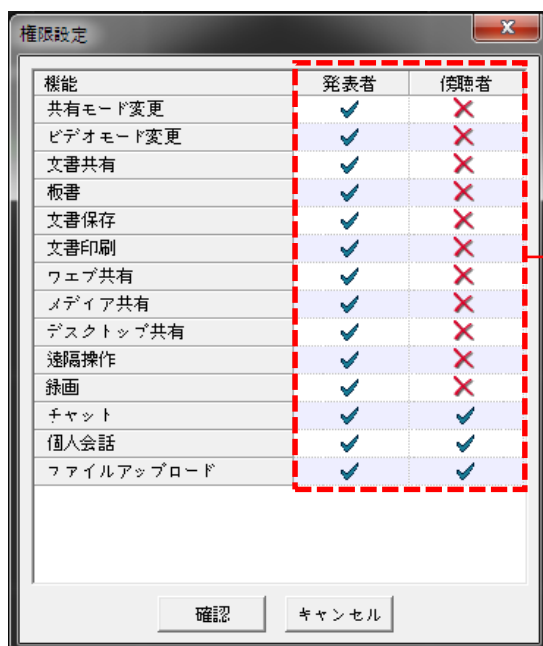 権限設定
機能 発表者 傍聴者
共有モード変更
ビデオモード変更
文書共有
板書
文書保存
文書印刷
ウェブ共有
メディア共有
デスクトップ共有
遠隔操作
録画
チャット
個人会話
ファイルアップロード
確認 キャンセル